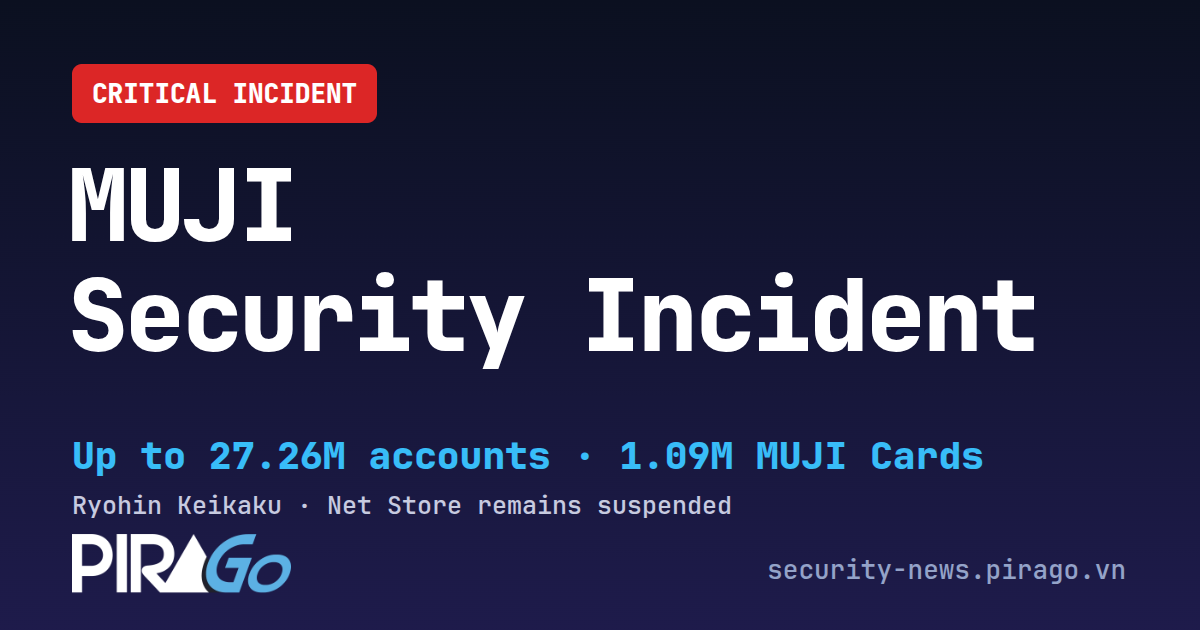 CRITICAL INCIDENT
MUJI
Security Incident
Up to 27.26M accounts · 1.09M MUJI Cards
Ryohin Keikaku · Net Store remains suspended
PIRAGO
security-news.pirago.vn